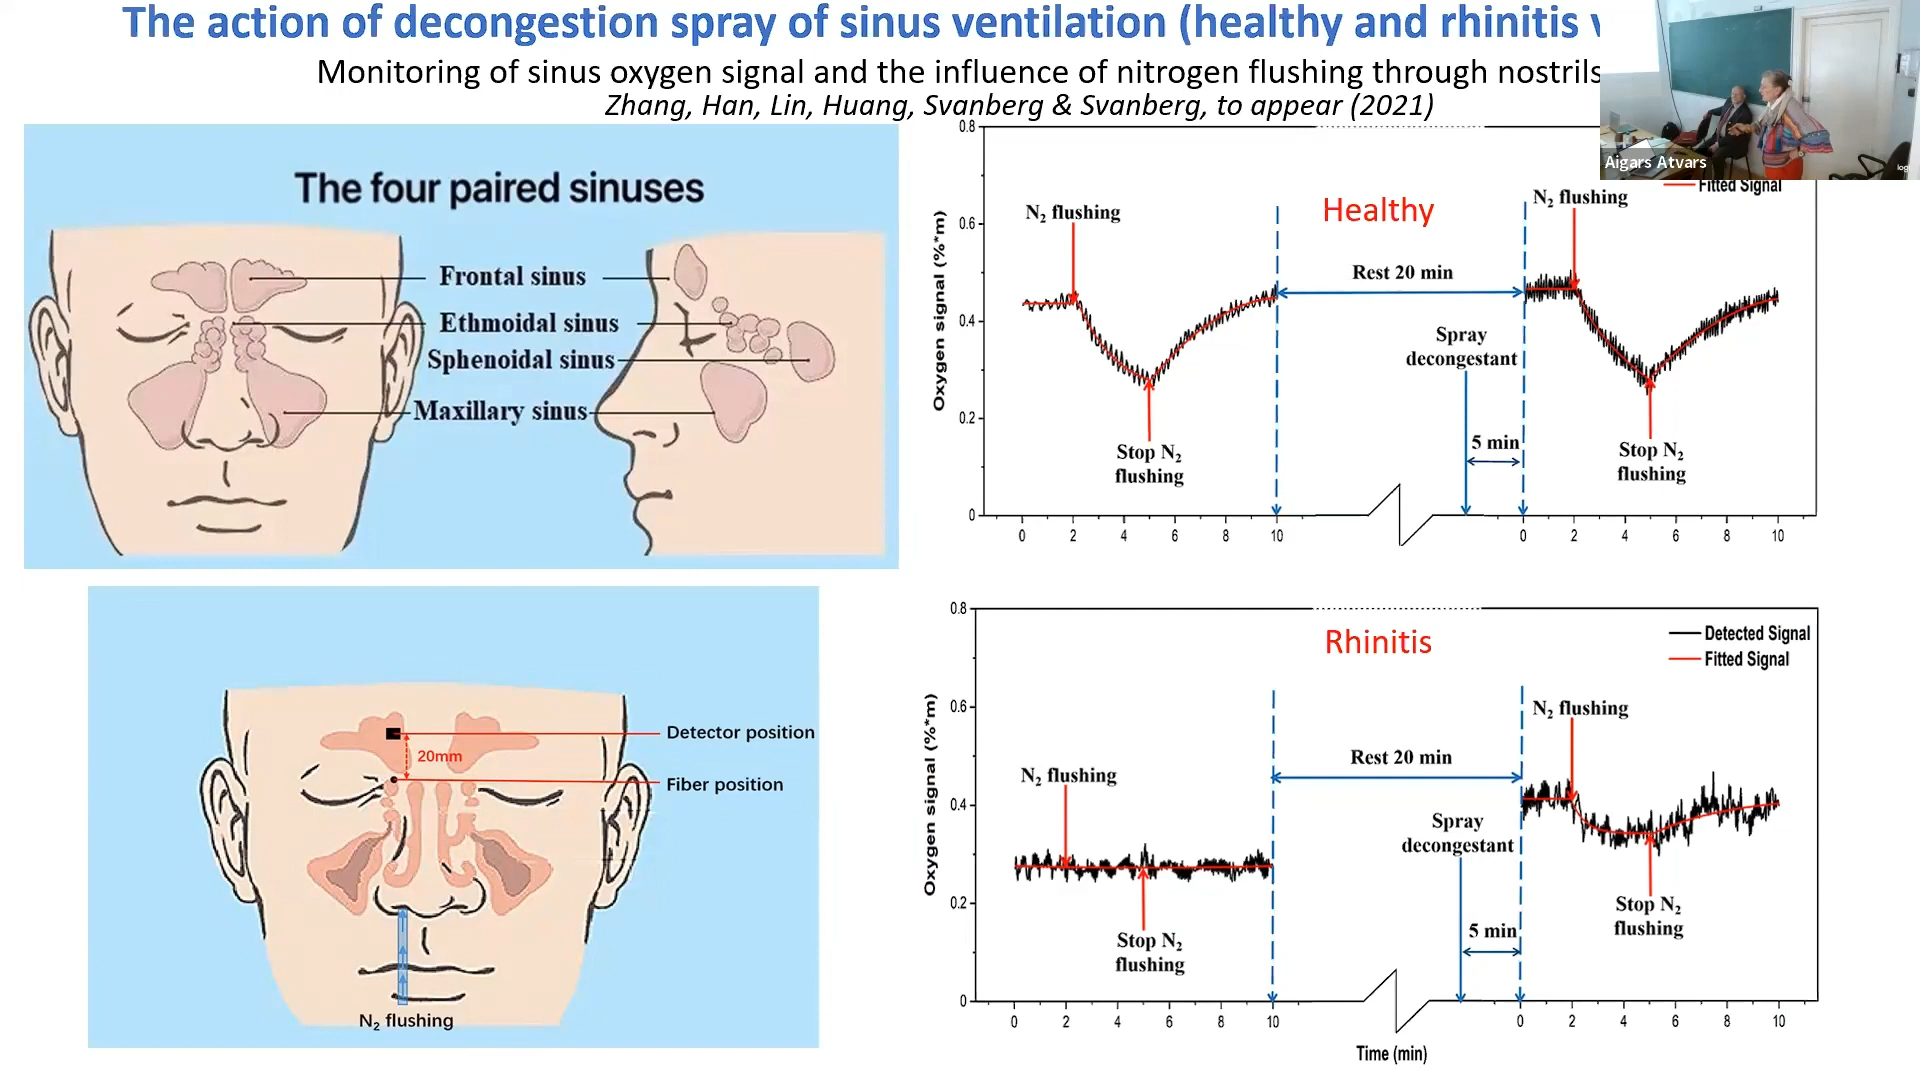 The action of decongestion spray of sinus ventilation (healthy and rhinitis
Monitoring of sinus oxygen signal and the influence of nitrogen flushing through nostrils
Zhang, Han, Lin, Huang, Svanberg & Svanberg, to appear (2021)
Aigars Atvars
The four paired sinuses
Frontal sinus
Ethmoidal sinus
Sphenoidal sinus
Maxillary sinus
Oxygen signal (%*m)
0.8
0.6
0.4
0.2
0
N₂ flushing
Healthy
N₂ flushing
Fitted Signal
Rest 20 min
Spray
decongestant
5 min
Stop N₂
flushing
Stop N₂
flushing
0 2 4 6 8 10 0 2 4 6 8 10
Detector position
20mm
Fiber position
N₂ flushing
Oxygen signal (%*m)
0.8
0.6
0.4
0.2
0
Rhinitis
Detected Signal
Fitted Signal
N₂ flushing
N₂ flushing
Rest 20 min
Spray
decongestant
5 min
Stop N₂
flushing
Stop N₂
flushing
0 2 4 6 8 10 0 2 4 6 8 10
Time (min)